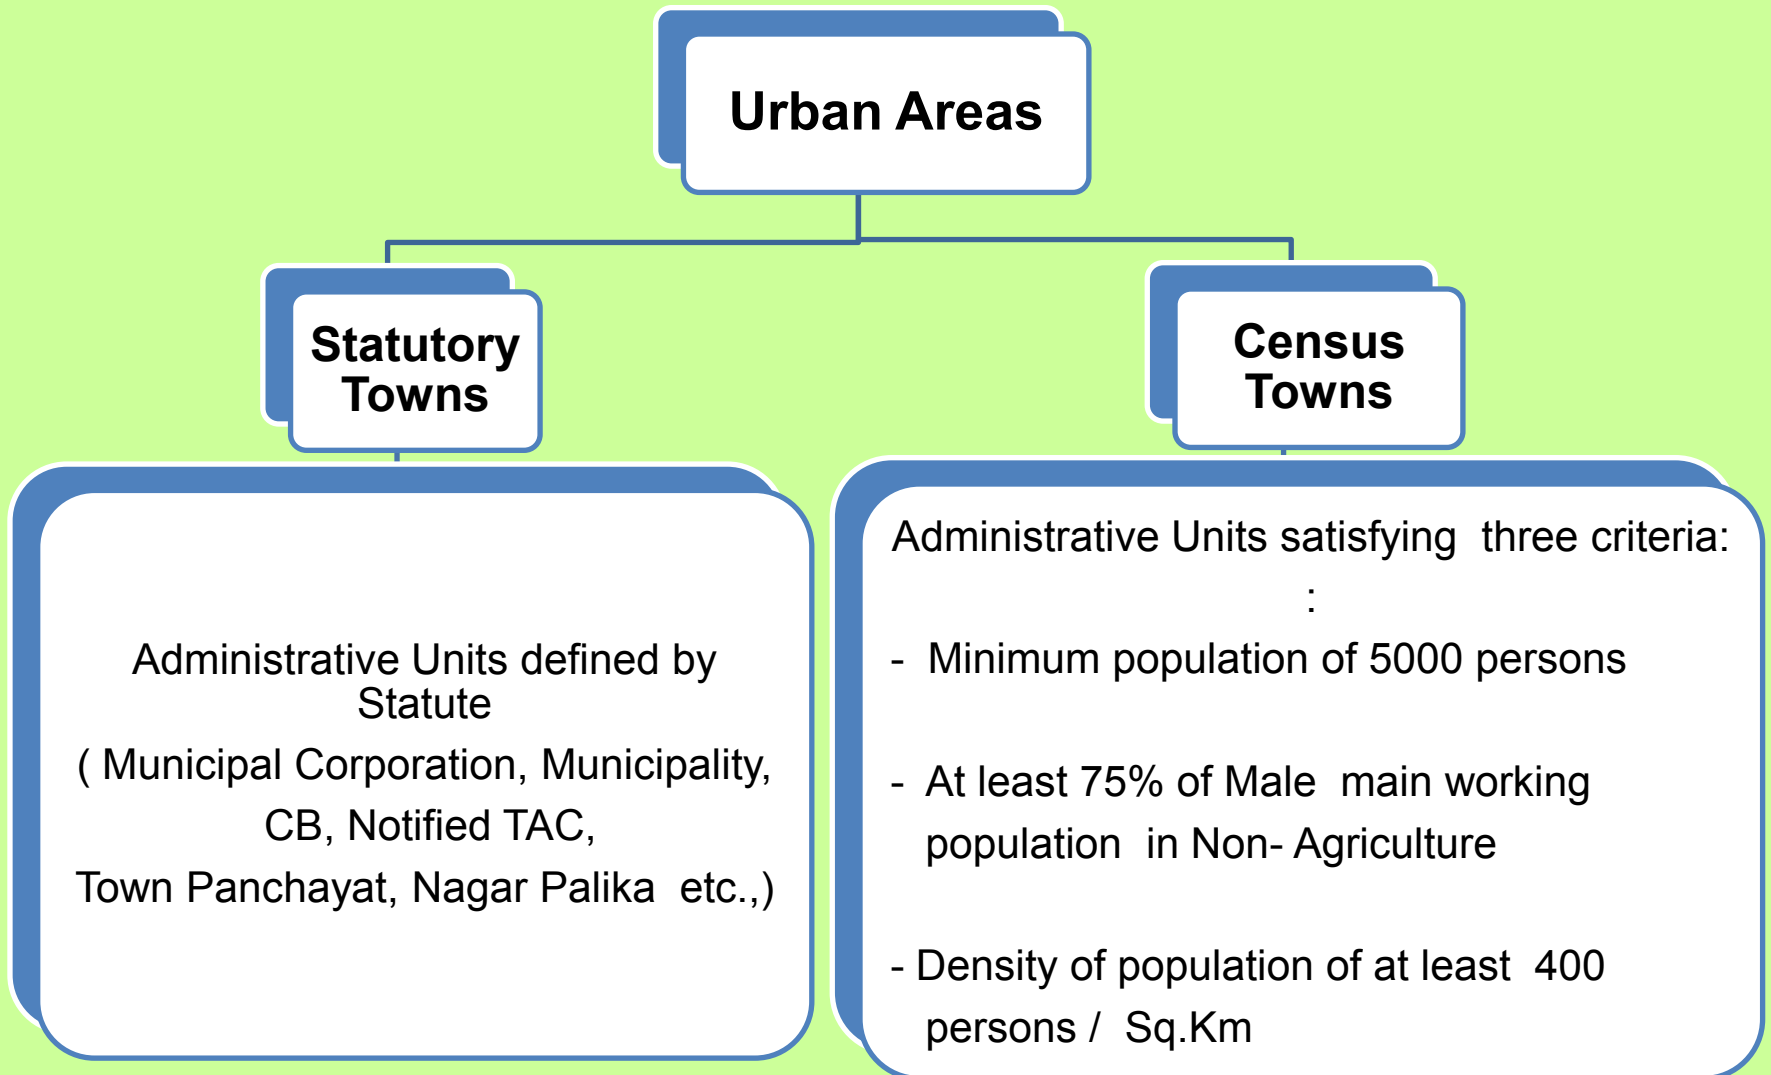 Urban Areas
Statutory
Towns
Census
Towns
Administrative Units defined by
Statute
( Municipal Corporation, Municipality,
CB, Notified TAC,
Town Panchayat, Nagar Palika etc.,)
Administrative Units satisfying three criteria:
:
- Minimum population of 5000 persons
- At least 75% of Male main working
population in Non- Agriculture
- Density of population of at least 400
persons / Sq.Km